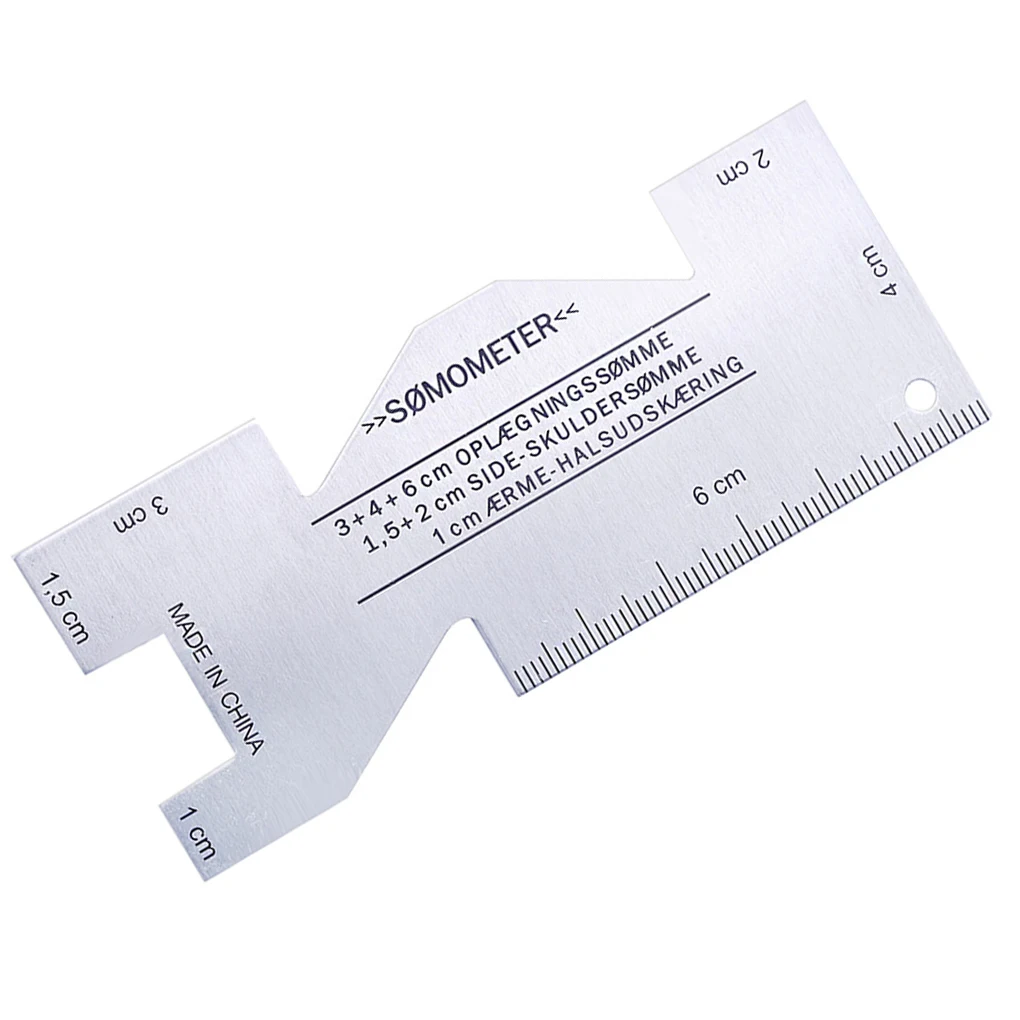 2 cm
4 cm
»SØMOMETER«
3+4+6 cm OPLÆGNINGSSØMME
1,5+2 cm SIDE-SKULDERSØMME
1 cm ÆRME-HALSUDSKÆRING
6 cm
3 cm
1,5 cm
MADE IN CHINA
1 cm